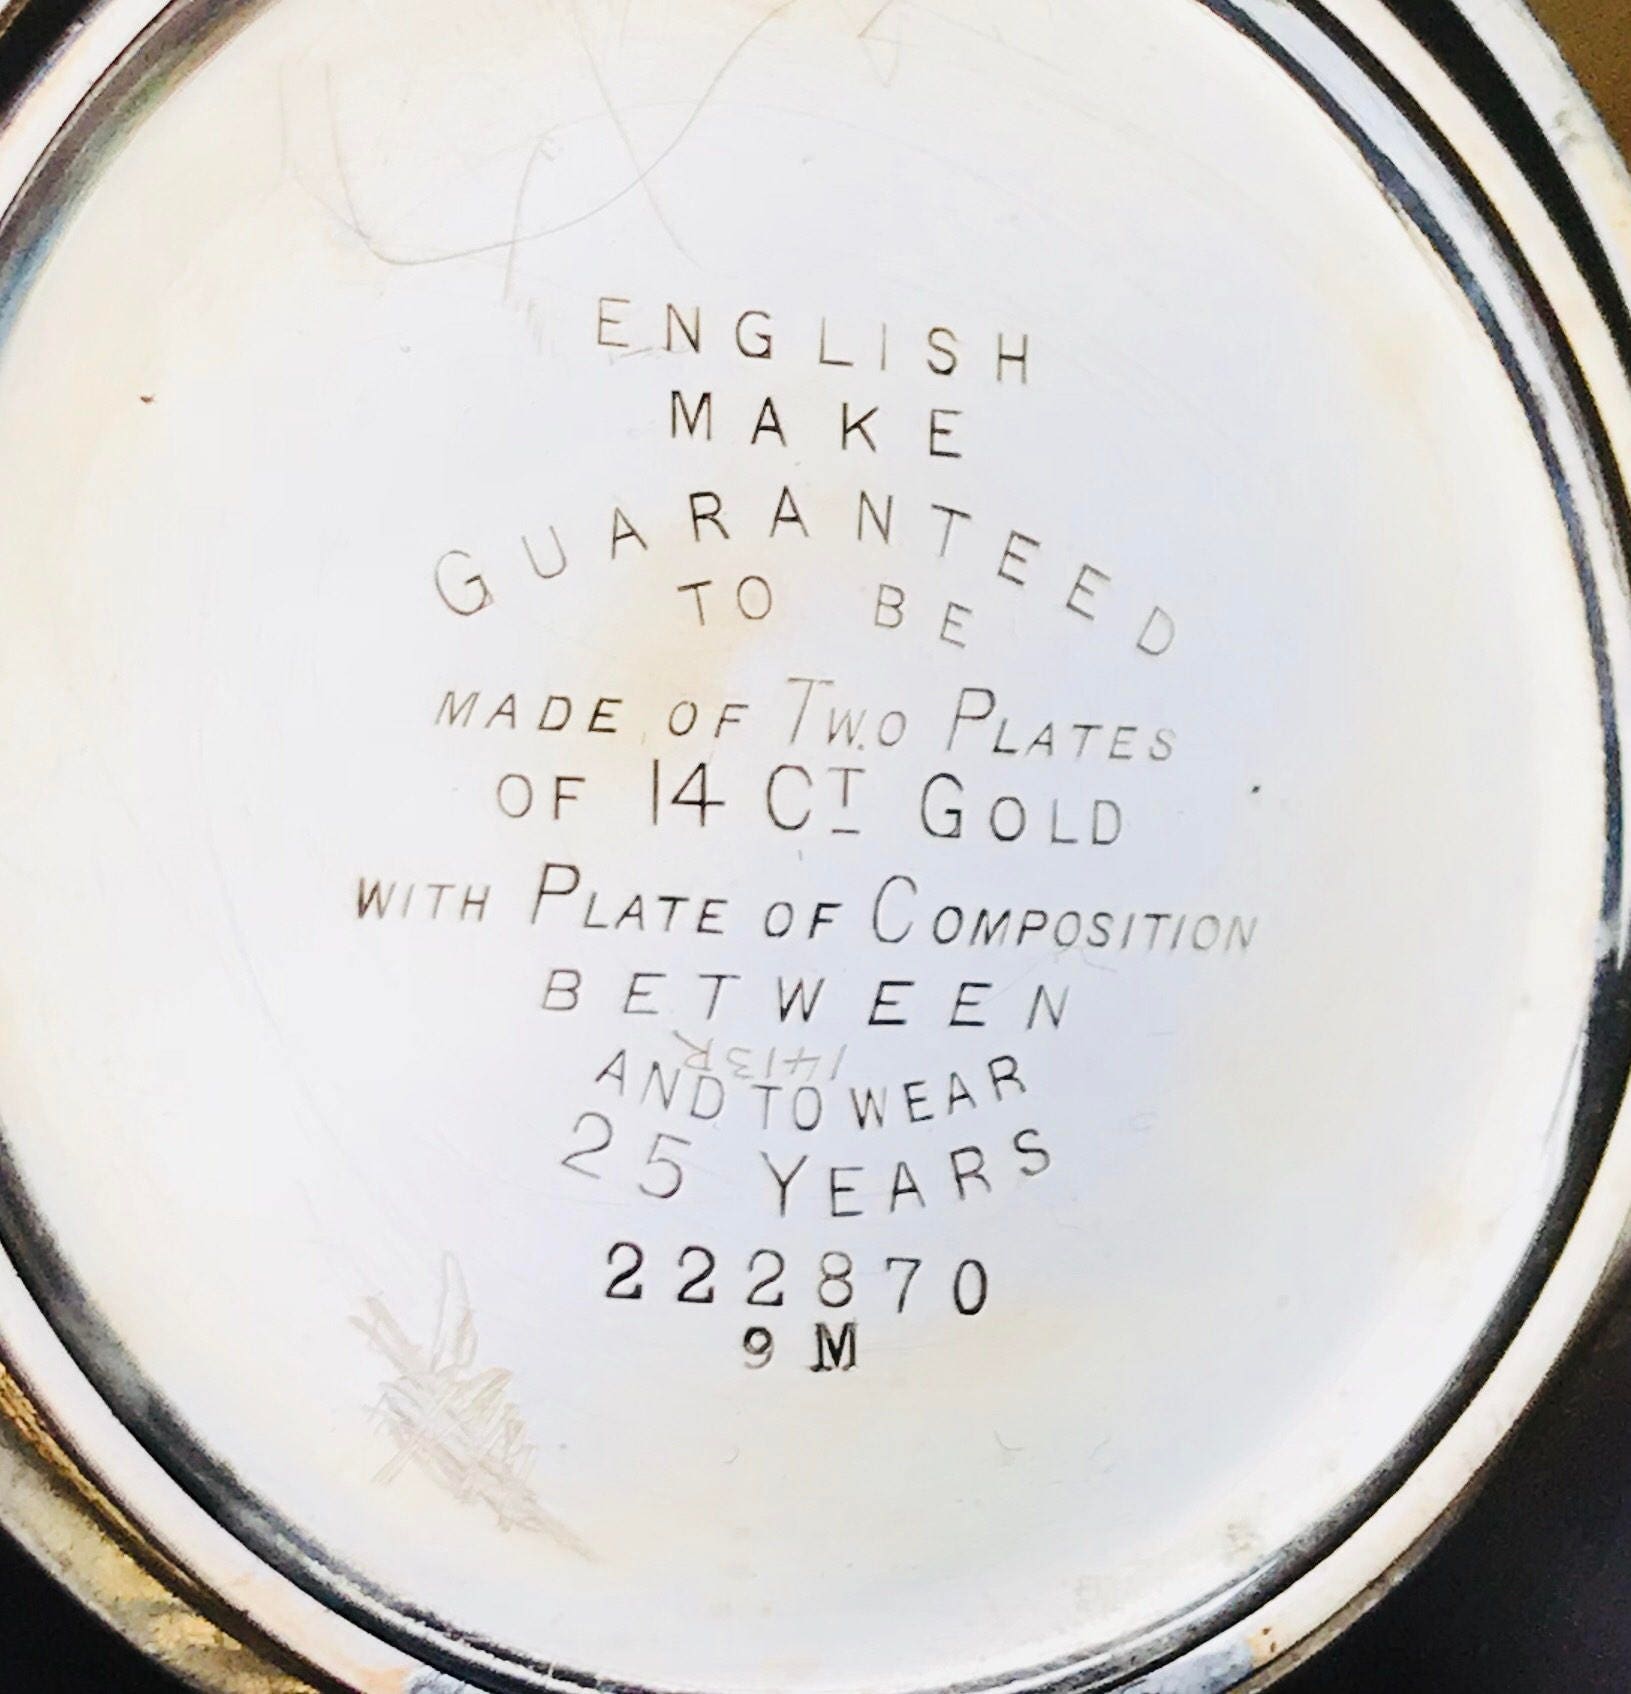 ENGLISH
MAKE
GUARANTEED
TO BE
MADE OF TWO PLATES
OF 14 CT GOLD
WITH PLATE OF COMPOSITION
BETWEEN
1413R
AND TO WEAR
25 YEARS
222870
9 M